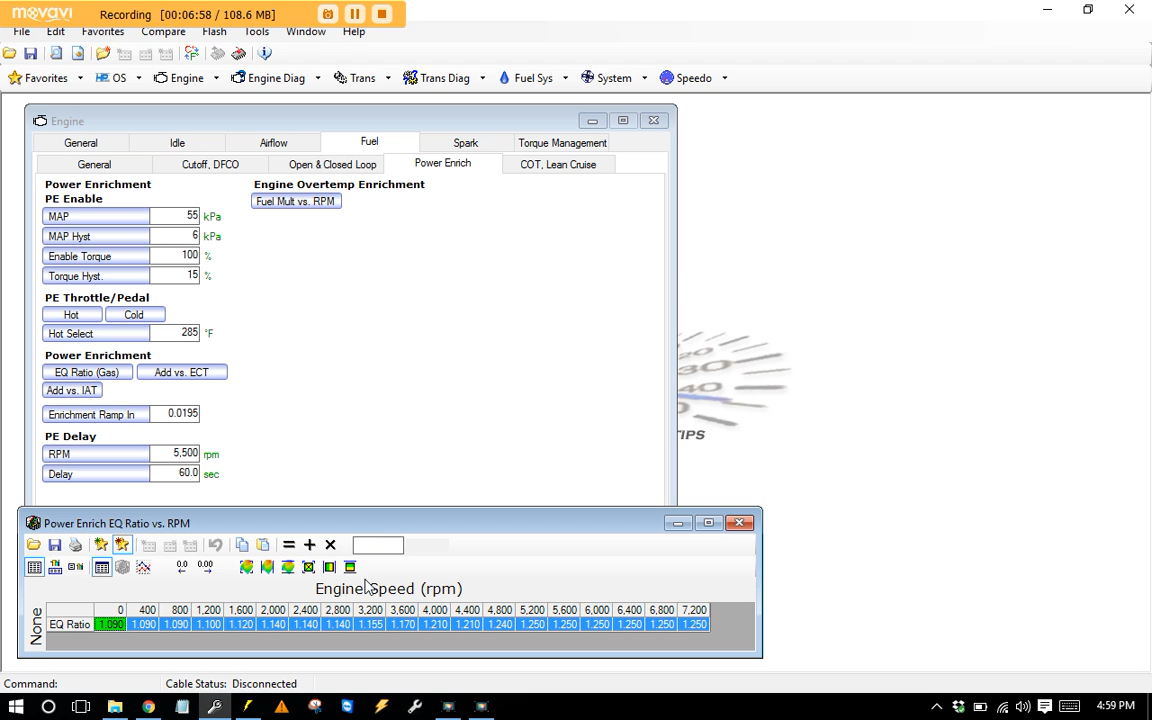 movavi Recording [ 00:06:58 / 108.6 MB ]
File Edit Favorites Compare Flash Tools Window Help
Favorites OS Engine Engine Diag Trans Trans Diag Fuel Sys System Speedo
Engine
General Idle Airflow Fuel Spark Torque Management
General Cutoff, DFCO Open & Closed Loop Power Enrich COT, Lean Cruise
Power Enrichment Engine Overtemp Enrichment
PE Enable Fuel Mult vs. RPM
MAP 55 kPa
MAP Hyst 6 kPa
Enable Torque 100 %
Torque Hyst. 15 %
PE Throttle/Pedal
Hot Cold
Hot Select 285 °F
Power Enrichment
EQ Ratio (Gas) Add vs. ECT
Add vs. IAT
Enrichment Ramp In 0.0195
PE Delay
RPM 5,500 rpm
Delay 60.0 sec
TIPS
Power Enrich EQ Ratio vs. RPM
0.0 0.00
Engine Speed (rpm)
None
0 400 800 1,200 1,600 2,000 2,400 2,800 3,200 3,600 4,000 4,400 4,800 5,200 5,600 6,000 6,400 6,800 7,200
EQ Ratio 1.090 1.090 1.090 1.100 1.120 1.140 1.140 1.140 1.155 1.170 1.210 1.210 1.240 1.250 1.250 1.250 1.250 1.250 1.250
Command: Cable Status: Disconnected
4:59 PM